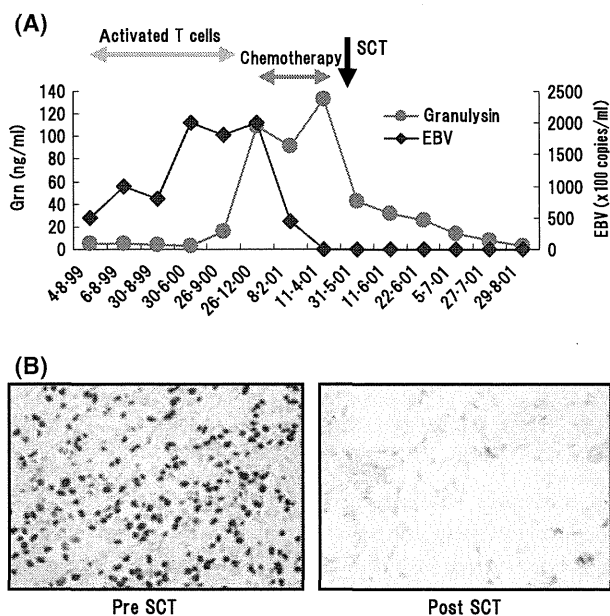 (A)
Activated T cells
Chemotherapy
SCT
Grn (ng/ml)
140
120
100
80
60
40
20
0
Granulysin
EBV
2500
2000
1500
1000
500
0
EBV (x100 copies/ml)
4·8·99
6·8·99
30·8·99
30·6·00
26·9·00
26·12·00
8·2·01
11·4·01
31·5·01
11·6·01
22·6·01
5·7·01
27·7·01
29·8·01
(B)
Pre SCT
Post SCT